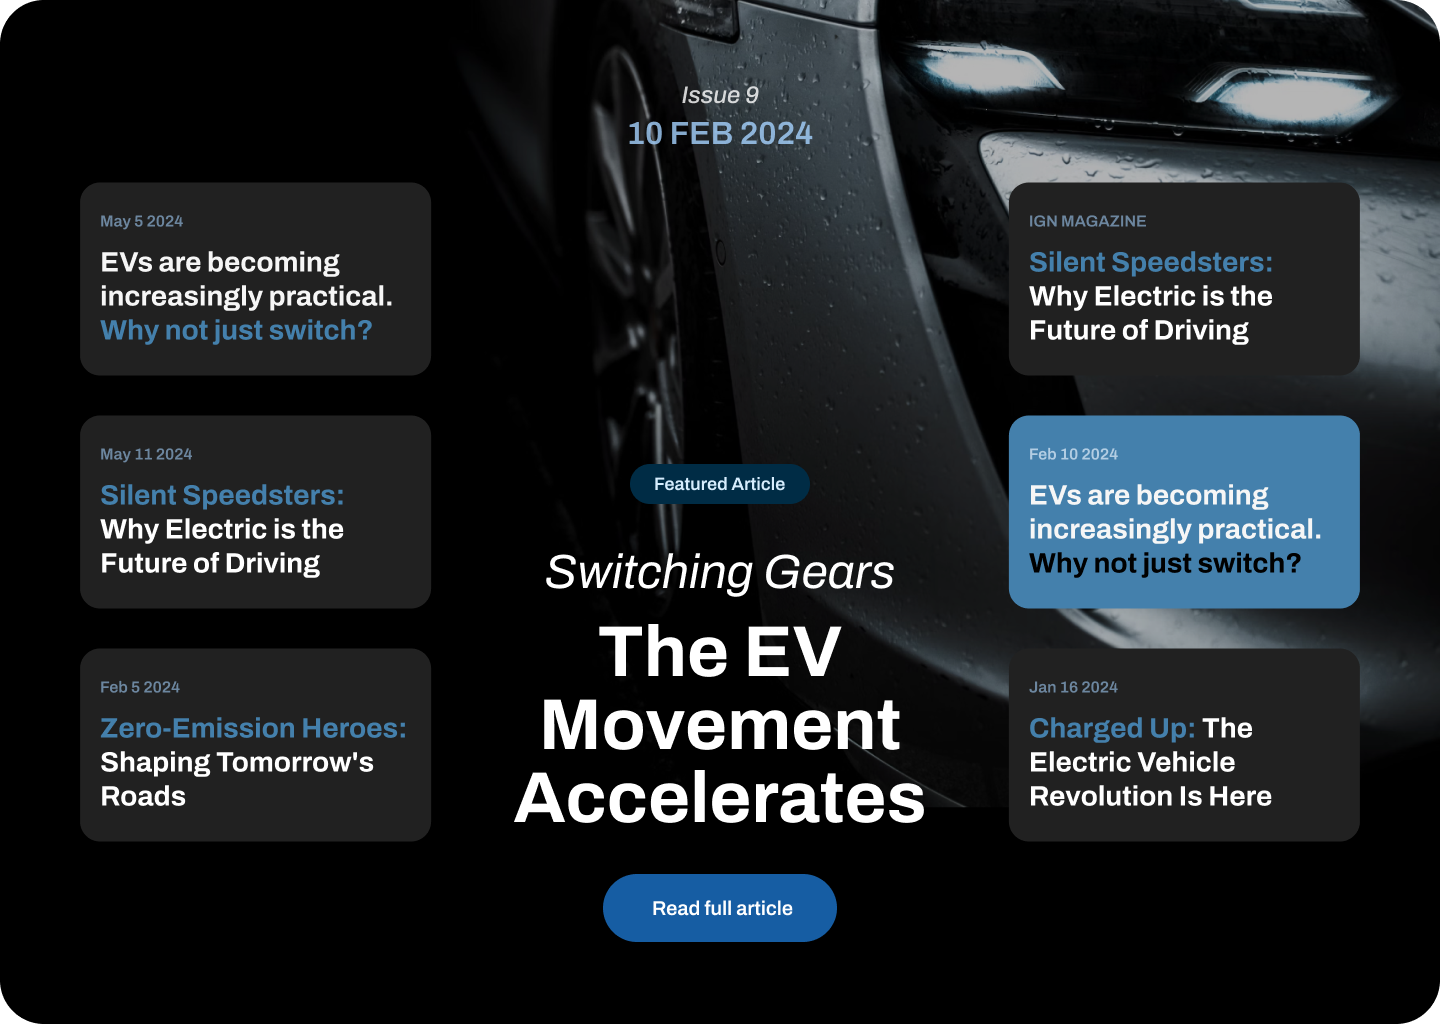 Issue 9
10 FEB 2024
May 5 2024
EVs are becoming
increasingly practical.
Why not just switch?
May 11 2024
Silent Speedsters:
Why Electric is the
Future of Driving
Feb 5 2024
Zero-Emission Heroes:
Shaping Tomorrow's
Roads
Featured Article
Switching Gears
The EV
Movement
Accelerates
Read full article
IGN MAGAZINE
Silent Speedsters:
Why Electric is the
Future of Driving
Feb 10 2024
EVs are becoming
increasingly practical.
Why not just switch?
Jan 16 2024
Charged Up: The
Electric Vehicle
Revolution Is Here